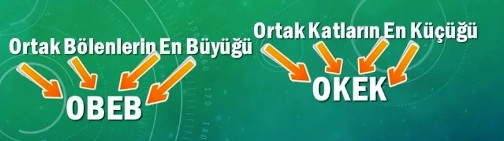 Ortak Bölenlerin En Büyüğü
OBEB
Ortak Katların En Küçüğü
OKEK